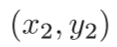 (x₂, y₂)